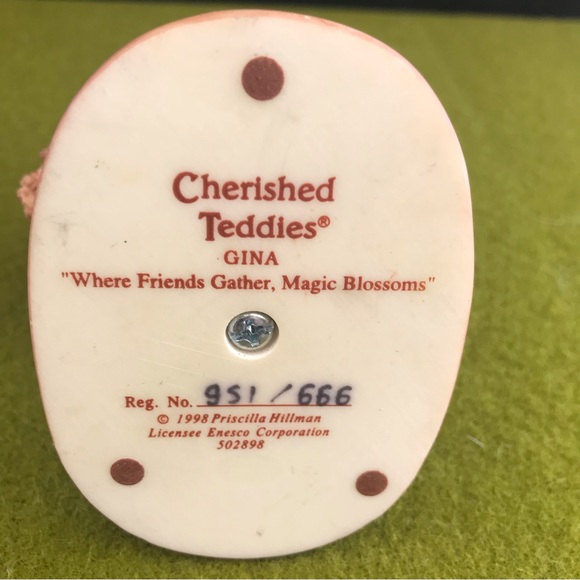 Cherished
Teddies®
GINA
"Where Friends Gather, Magic Blossoms"
Reg. No. 951/666
© 1998 Priscilla Hillman
Licensee Enesco Corporation
502898